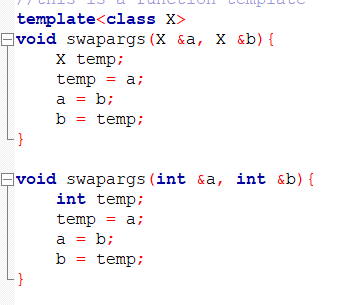 //this is a function template
template<class X>
void swapargs(X &a, X &b){
    X temp;
    temp = a;
    a = b;
    b = temp;
}

void swapargs(int &a, int &b){
    int temp;
    temp = a;
    a = b;
    b = temp;
}